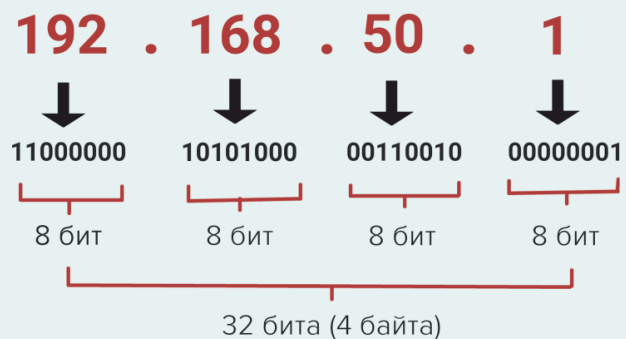 192 . 168 . 50 . 1
11000000 10101000 00110010 00000001
8 бит 8 бит 8 бит 8 бит
32 бита (4 байта)